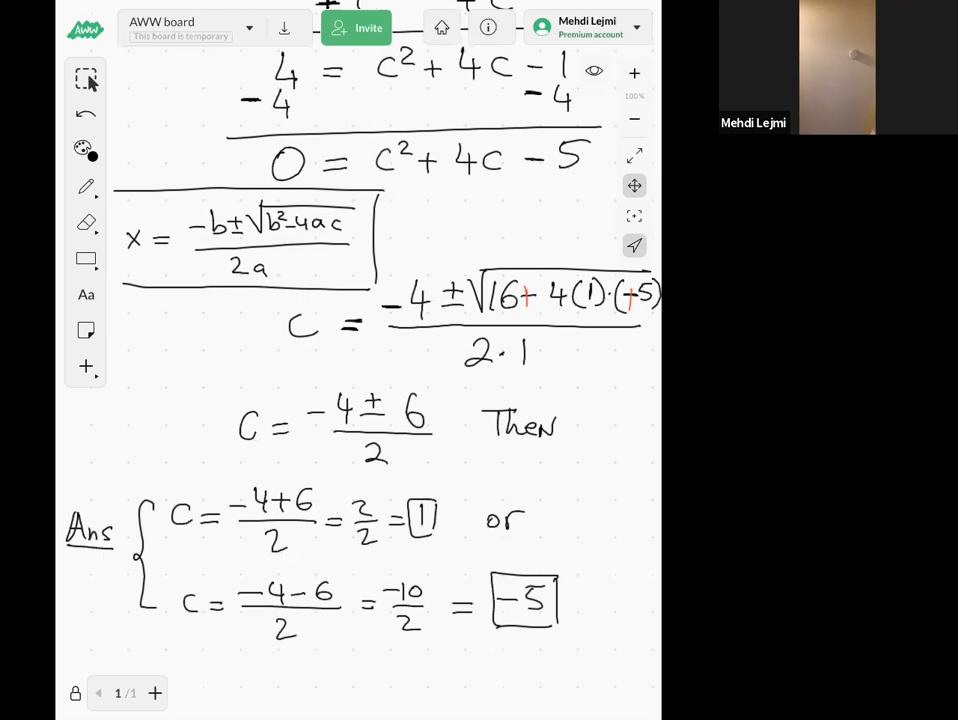 AWW
AWW board
This board is temporary
Invite
Mehdi Lejmi
Premium account
Mehdi Lejmi
4 = c² + 4c - 1
- 4 - 4
100%
0 = c² + 4c - 5
x = -b±√b²-4ac / 2a
Aa
c = -4 ± √16+ 4(1)·(+5) / 2·1
C = -4 ± 6 / 2 Then
Ans { C = -4+6 / 2 = 2/2 = 1 or
C = -4-6 / 2 = -10/2 = -5
1 /1